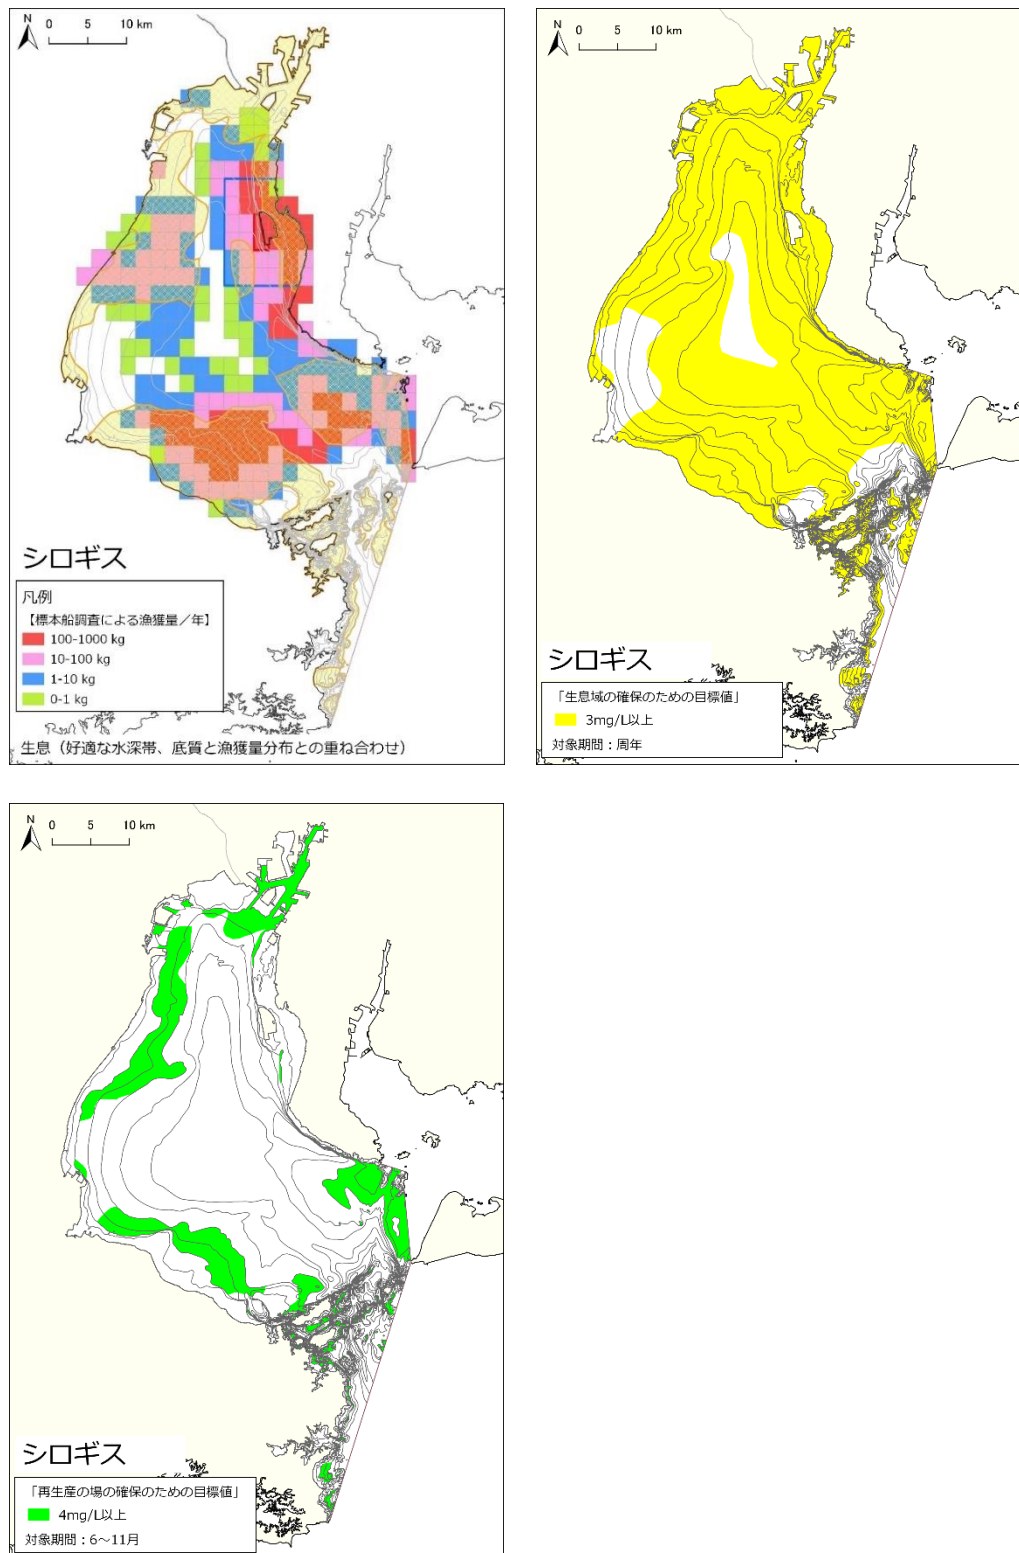 N
0 5 10 km
シロギス
凡例
【標本船調査による漁獲量／年】
100-1000 kg
10-100 kg
1-10 kg
0-1 kg
生息（好適な水深帯、底質と漁獲量分布との重ね合わせ）
N
0 5 10 km
シロギス
「生息域の確保のための目標値」
3mg/L以上
対象期間：周年
N
0 5 10 km
シロギス
「再生産の場の確保のための目標値」
4mg/L以上
対象期間：6～11月